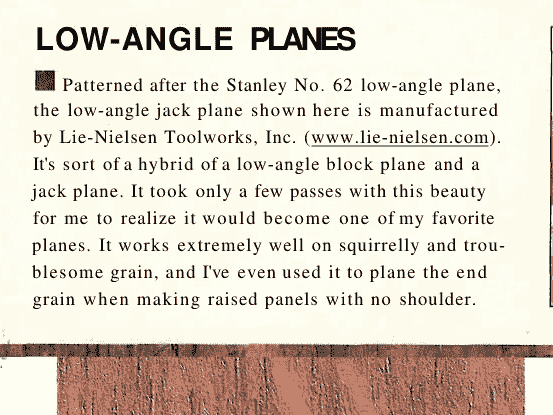 LOW-ANGLE PLANES
Patterned after the Stanley No. 62 low-angle plane,
the low-angle jack plane shown here is manufactured
by Lie-Nielsen Toolworks, Inc. (www.lie-nielsen.com).
It's sort of a hybrid of a low-angle block plane and a
jack plane. It took only a few passes with this beauty
for me to realize it would become one of my favorite
planes. It works extremely well on squirrelly and trou-
blesome grain, and I've even used it to plane the end
grain when making raised panels with no shoulder.